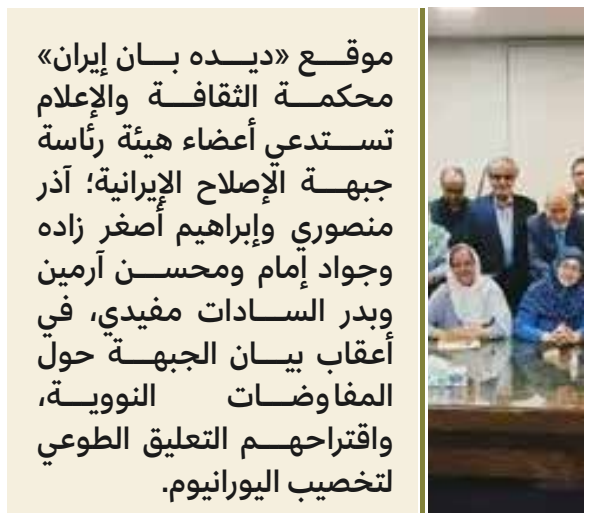 موقع «ديده بان إيران»
محكمة الثقافة والإعلام
تستدعي أعضاء هيئة رئاسة
جبهة الإصلاح الإيرانية؛ آذر
منصوري وإبراهيم أصغر زاده
وجواد إمام ومحسن آرمين
وبدر السادات مفيدي، في
أعقاب بيان الجبهة حول
المفاوضات النووية،
واقتراحهم التعليق الطوعي
لتخصيب اليورانيوم.